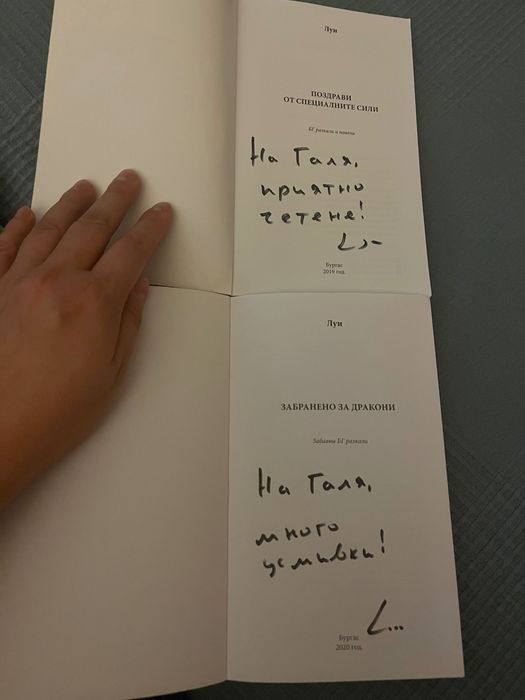 Луи
ПОЗДРАВИ
ОТ СПЕЦИАЛНИТЕ СИЛИ
БГ разкази и новели
На Галя,
приятно
четене!
Бургас
2019 год.
Луи
ЗАБРАНЕНО ЗА ДРАКОНИ
Забавни БГ разкази
На Галя,
много
усмивки!
Бургас
2020 год.